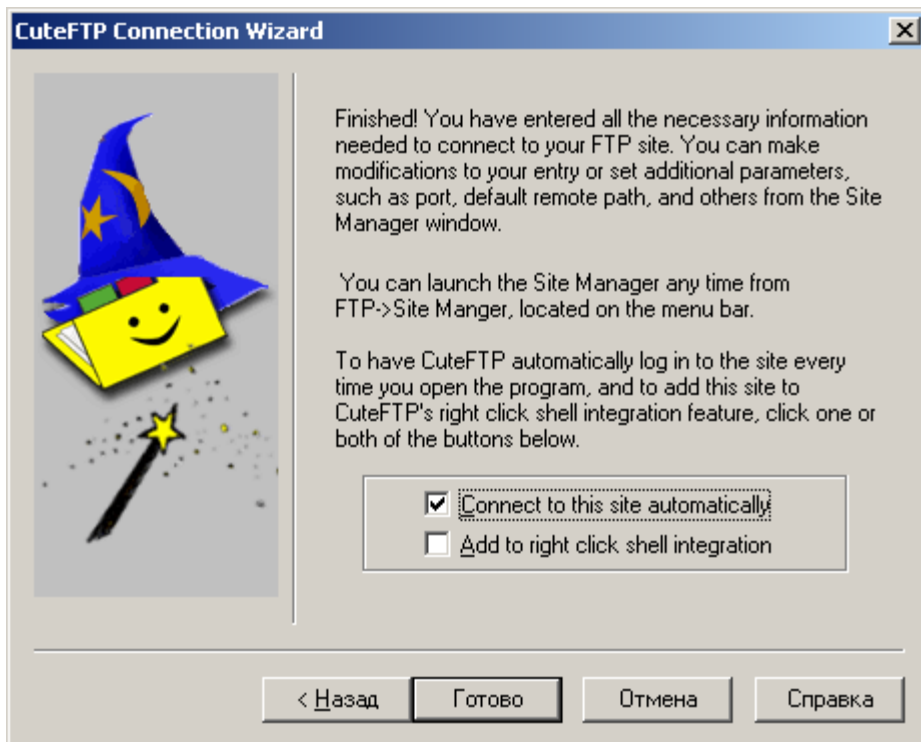 CuteFTP Connection Wizard
Finished! You have entered all the necessary information
needed to connect to your FTP site. You can make
modifications to your entry or set additional parameters,
such as port, default remote path, and others from the Site
Manager window.
You can launch the Site Manager any time from
FTP->Site Manger, located on the menu bar.
To have CuteFTP automatically log in to the site every
time you open the program, and to add this site to
CuteFTP's right click shell integration feature, click one or
both of the buttons below.
Connect to this site automatically
Add to right click shell integration
< Назад Готово Отмена Справка